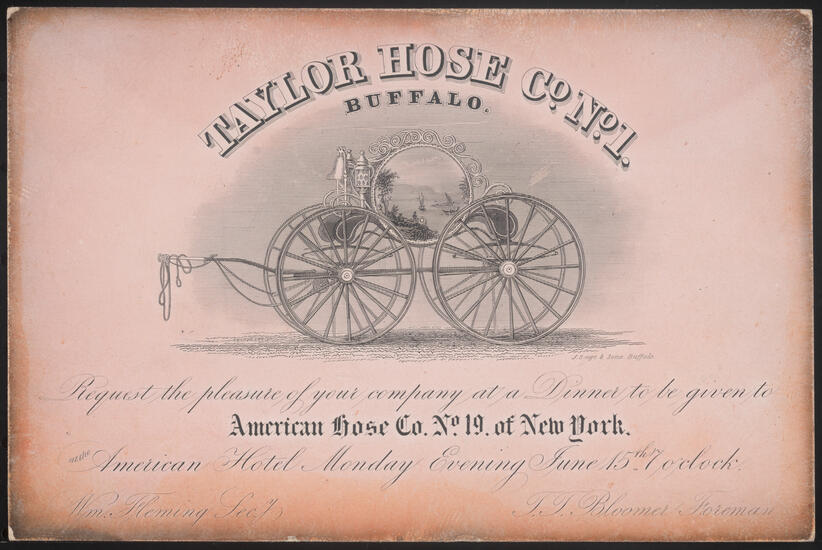 TAYLOR HOSE Co. No. 1.
BUFFALO.
J. Sage & Sons. Buffalo.
Request the pleasure of your company at a Dinner to be given to
American Hose Co. No. 19. of New York.
at the American Hotel Monday Evening June 15th 7 o'clock.
Wm. Fleming Secy. T.T. Bloomer Foreman